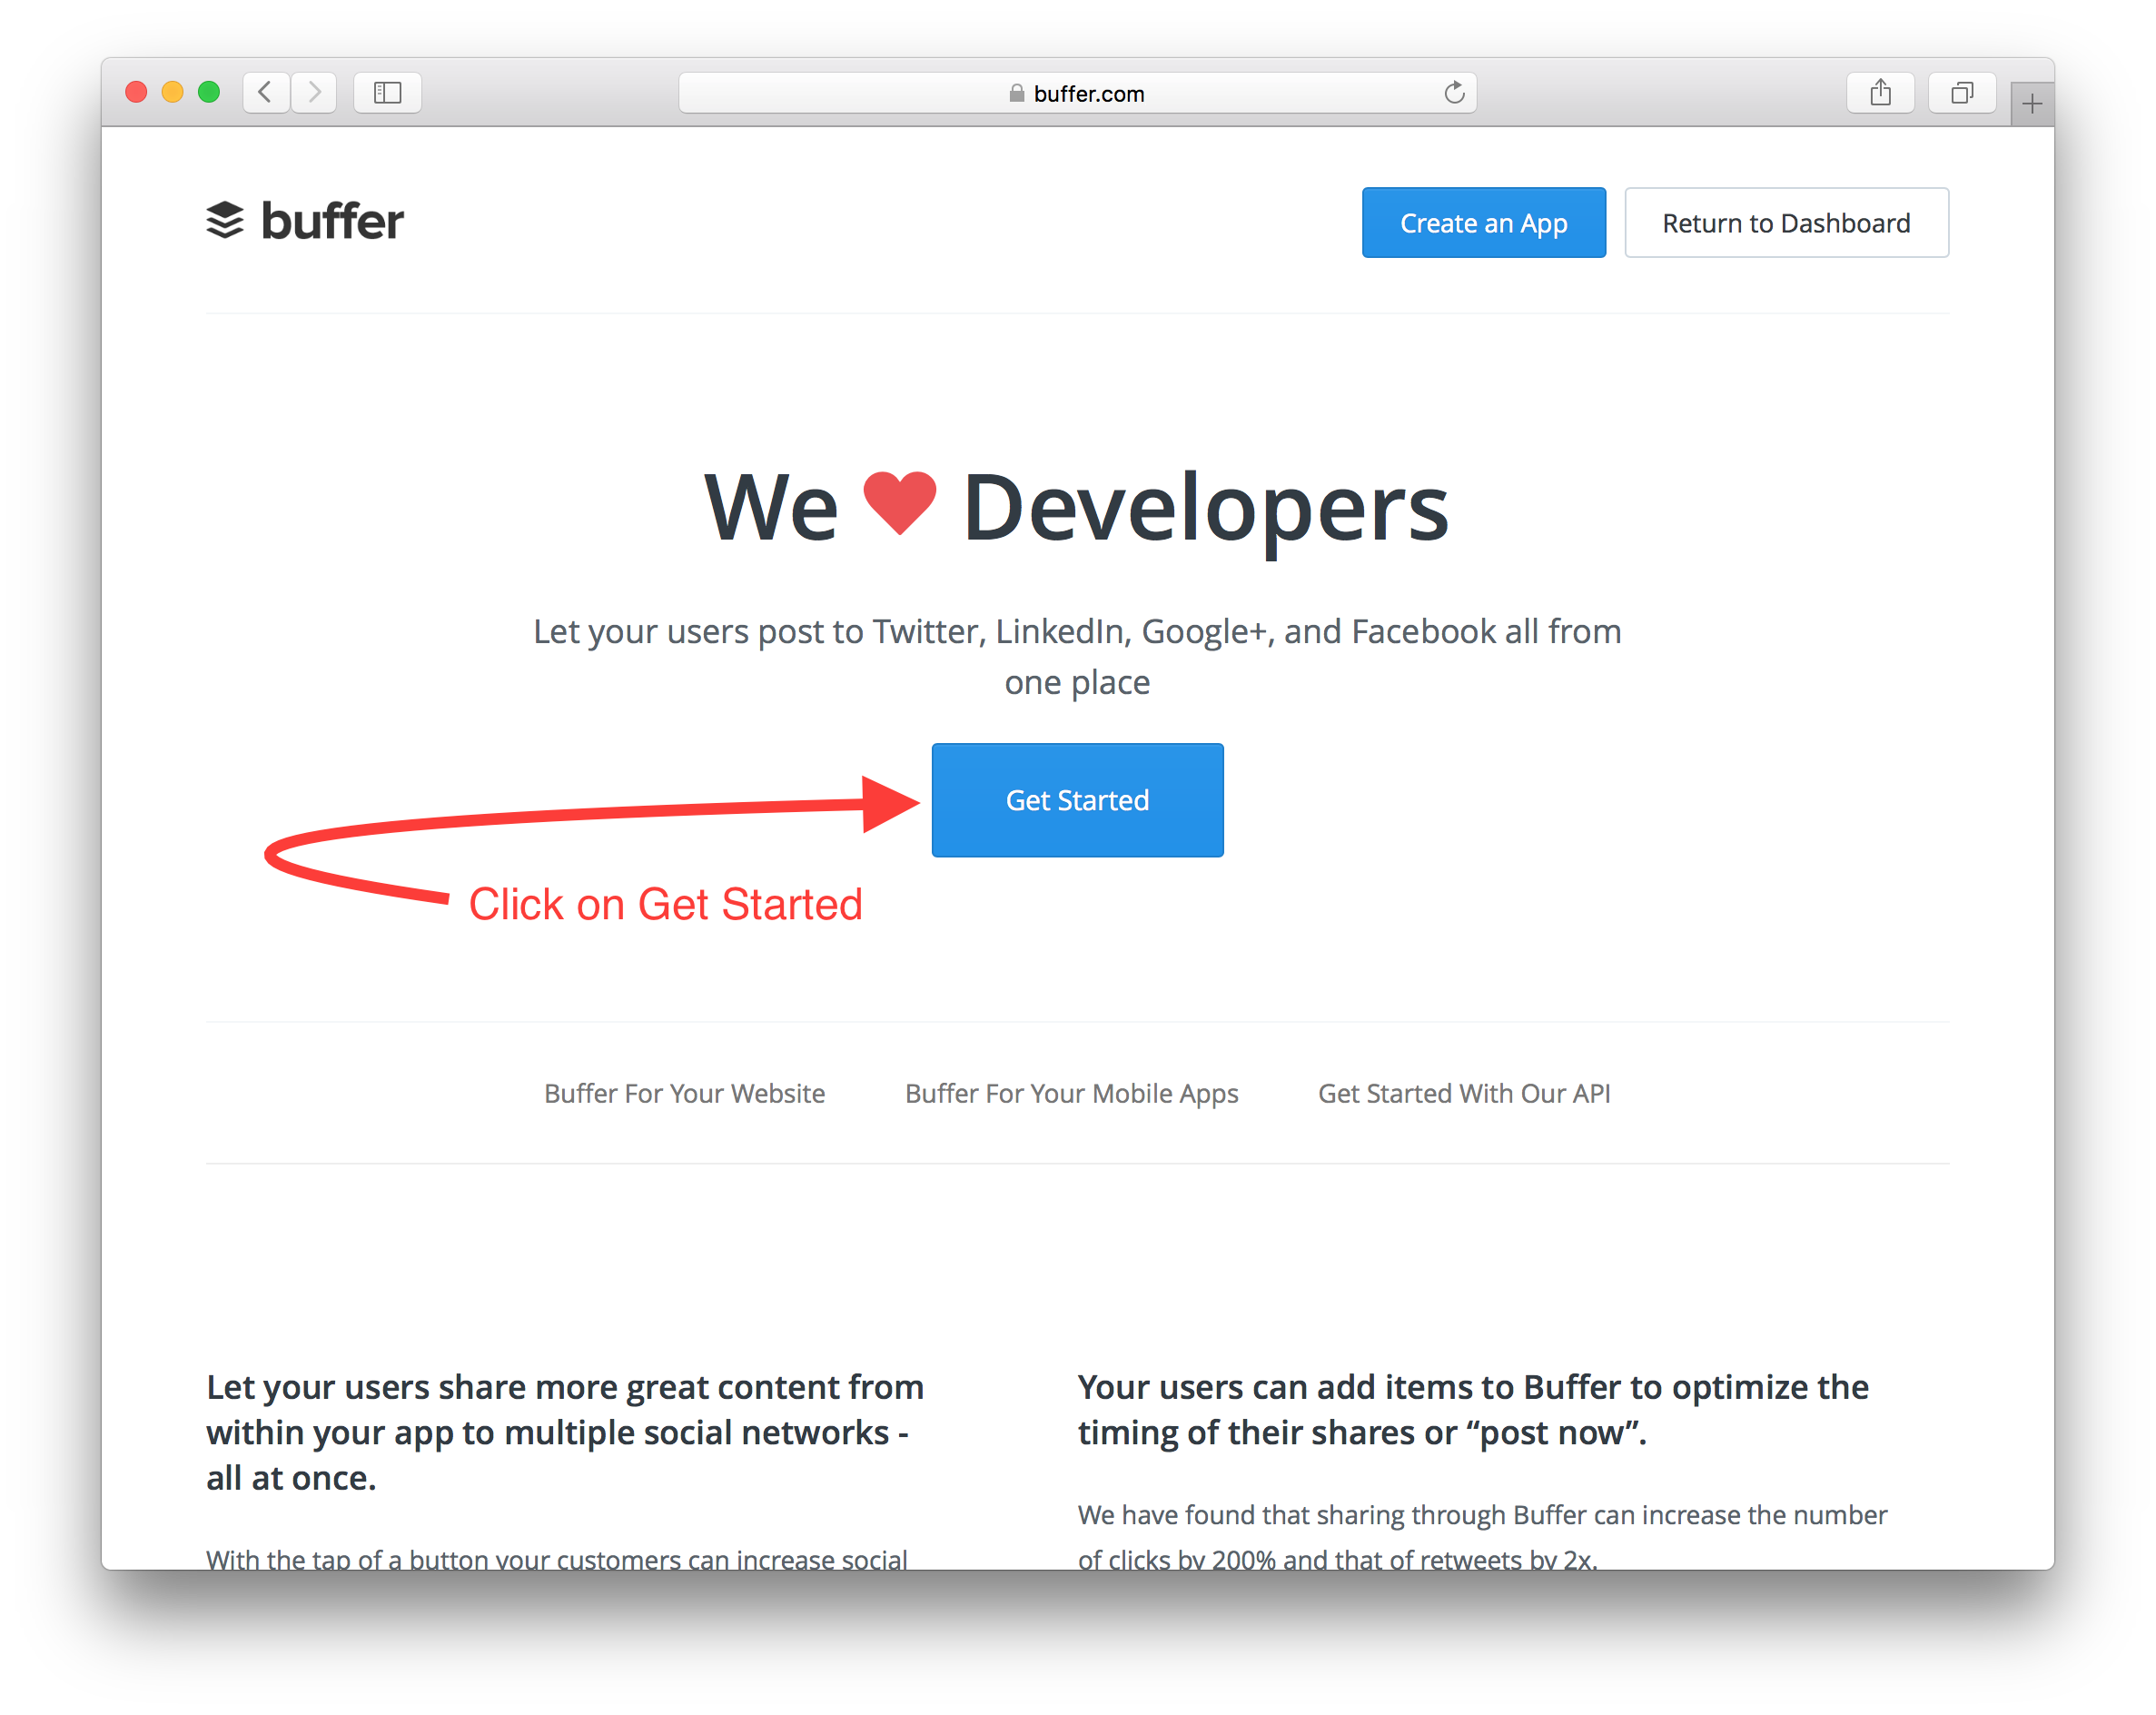 buffer.com
buffer
Create an App
Return to Dashboard
We ❤ Developers
Let your users post to Twitter, LinkedIn, Google+, and Facebook all from
one place
Get Started
Click on Get Started
Buffer For Your Website
Buffer For Your Mobile Apps
Get Started With Our API
Let your users share more great content from
within your app to multiple social networks -
all at once.
With the tap of a button your customers can increase social
Your users can add items to Buffer to optimize the
timing of their shares or “post now”.
We have found that sharing through Buffer can increase the number
of clicks by 200% and that of retweets by 2x.